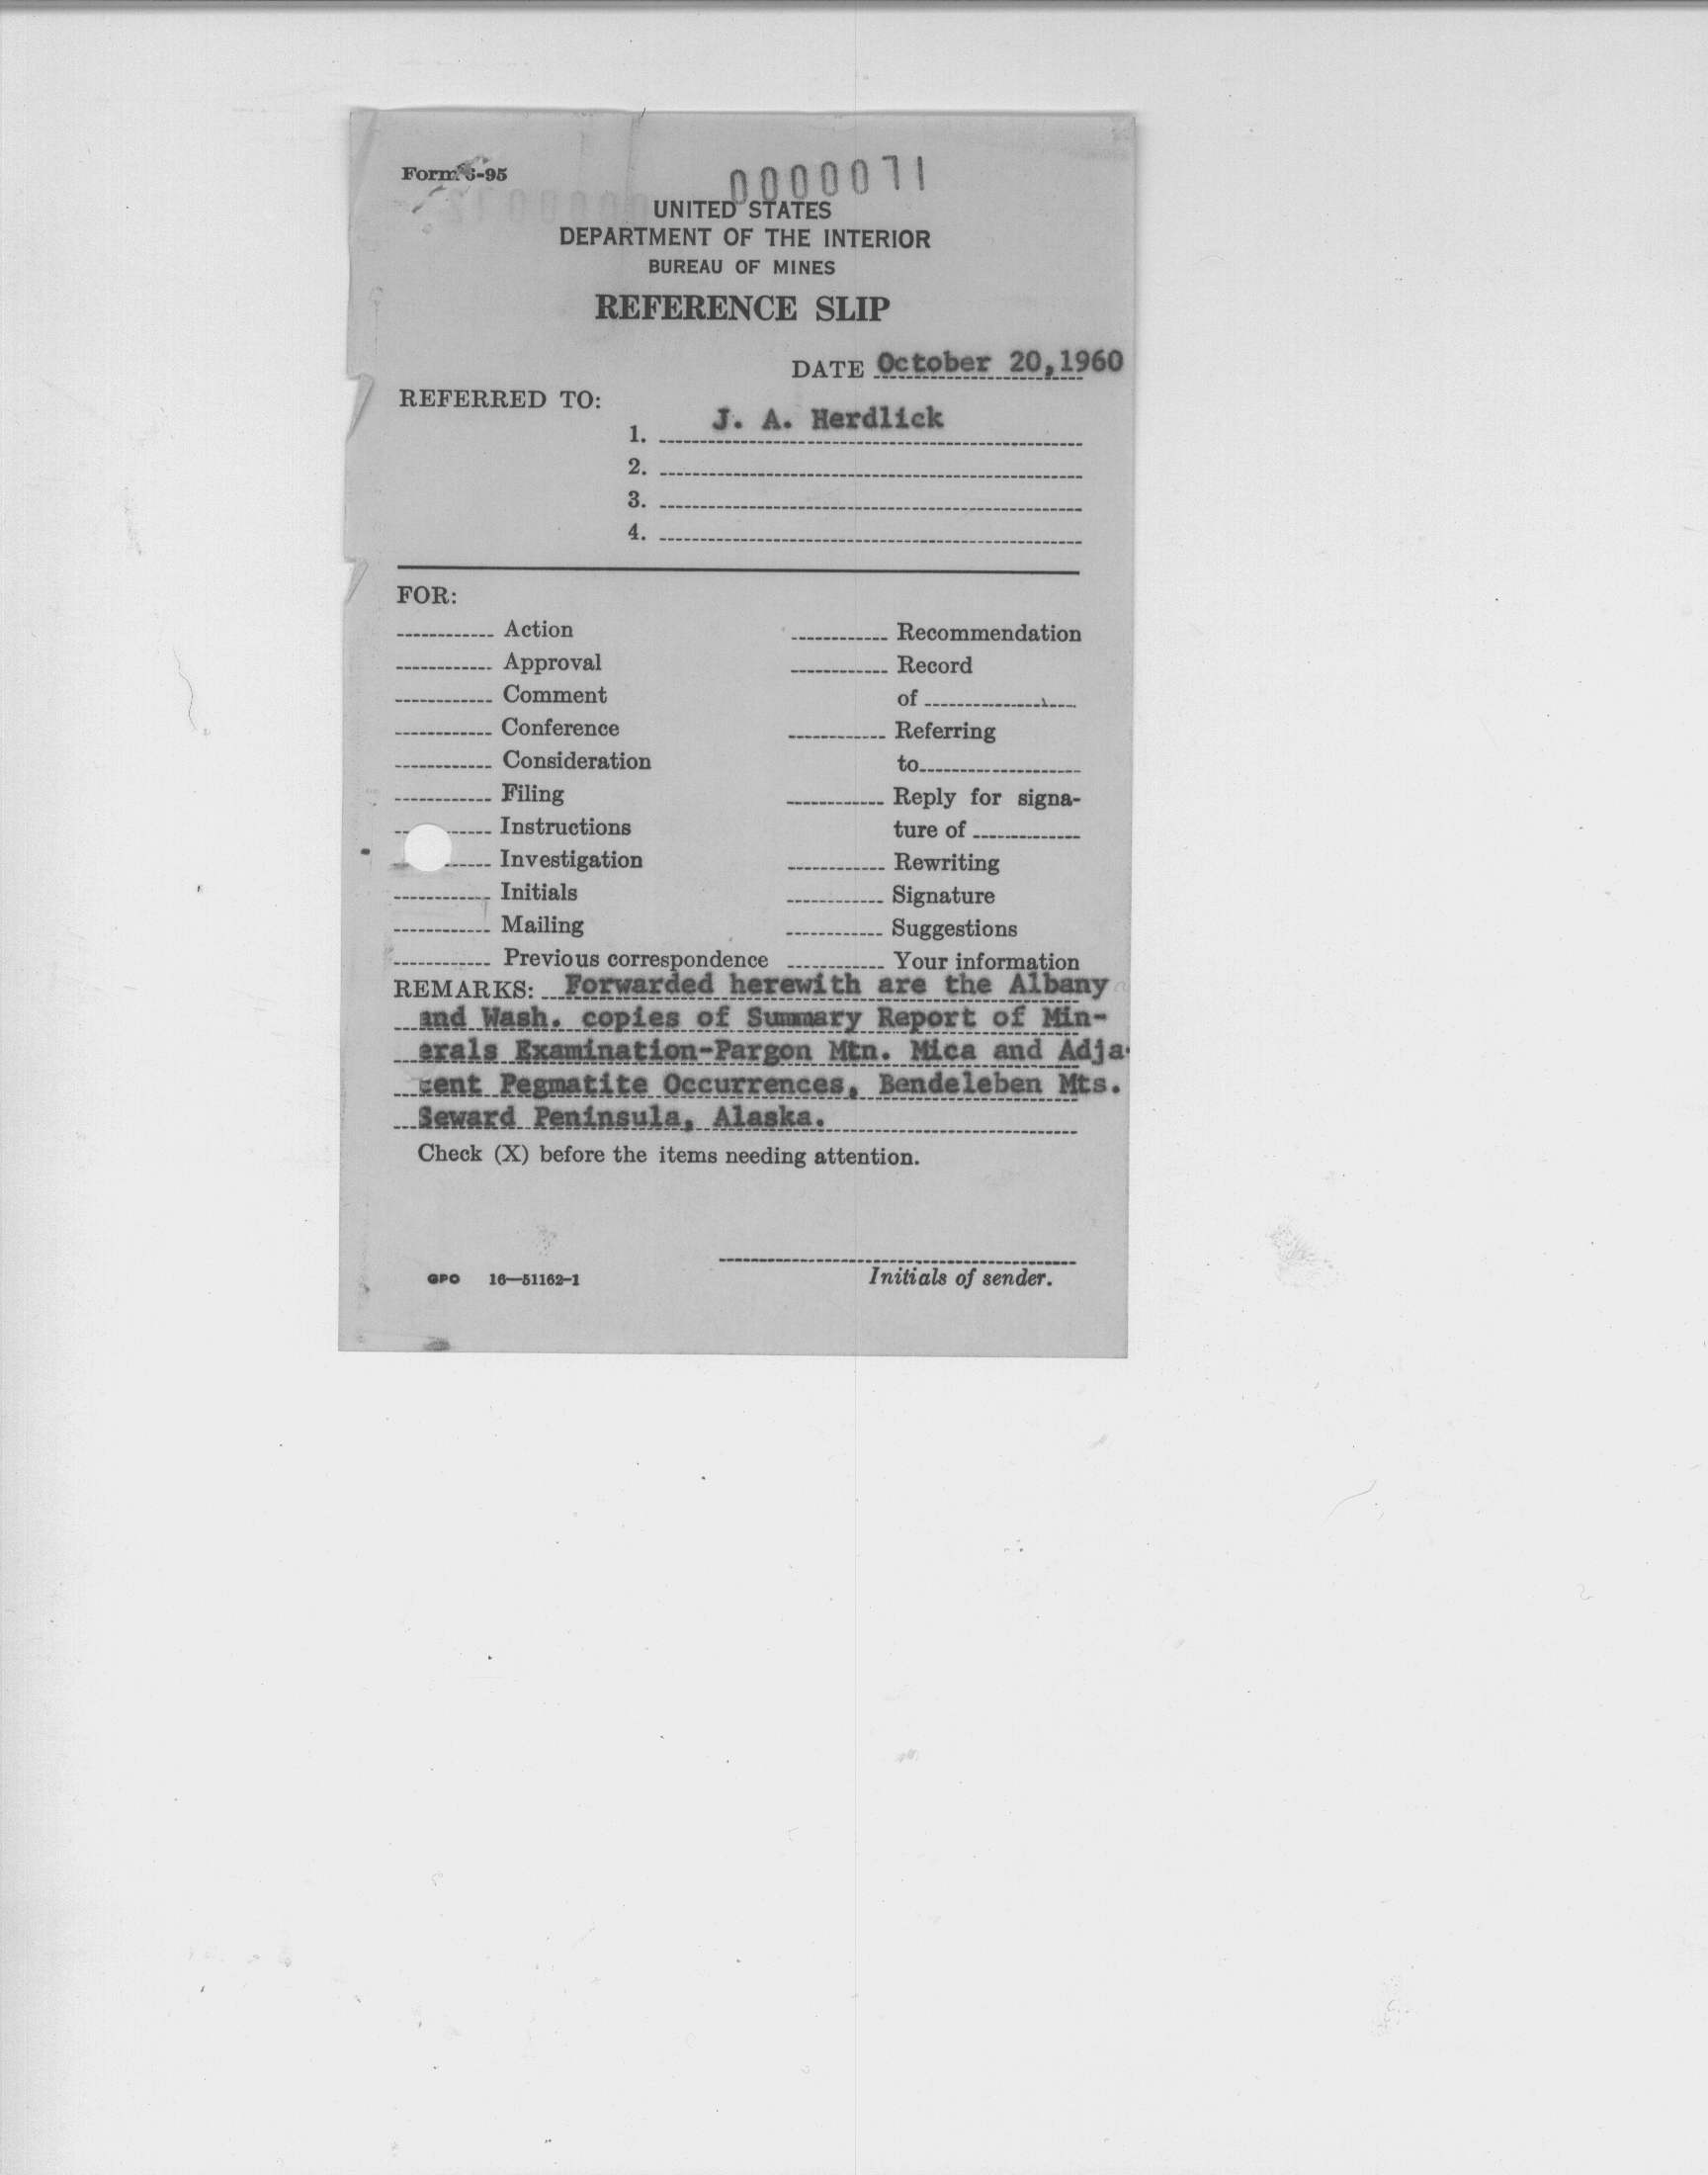 Form 6-95
0000071
UNITED STATES
DEPARTMENT OF THE INTERIOR
BUREAU OF MINES
REFERENCE SLIP
DATE October 20,1960
REFERRED TO:
1. J. A. Herdlick
2.
3.
4.
FOR:
Action
Recommendation
Approval
Record
Comment
of
Conference
Referring
Consideration
to
Filing
Reply for signa-
Instructions
ture of
Investigation
Rewriting
Initials
Signature
Mailing
Suggestions
Previous correspondence
Your information
REMARKS: Forwarded herewith are the Albany
and Wash. copies of Summary Report of Min-
erals Examination-Pargon Mtn. Mica and Adja-
cent Pegmatite Occurrences, Bendeleben Mts.
Seward Peninsula, Alaska.
Check (X) before the items needing attention.
Initials of sender.
GPO 16—51162-1